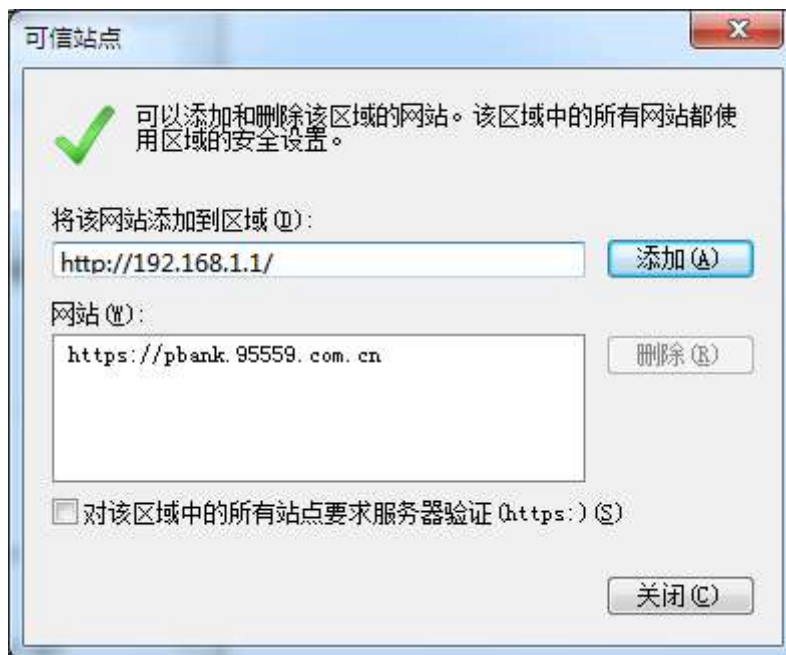 可信站点
可以添加和删除该区域的网站。该区域中的所有网站都使
用区域的安全设置。
将该网站添加到区域(D):
http://192.168.1.1/
添加(A)
网站(W):
https://pbank.95559.com.cn
删除(R)
对该区域中的所有站点要求服务器验证(https:)(S)
关闭(C)